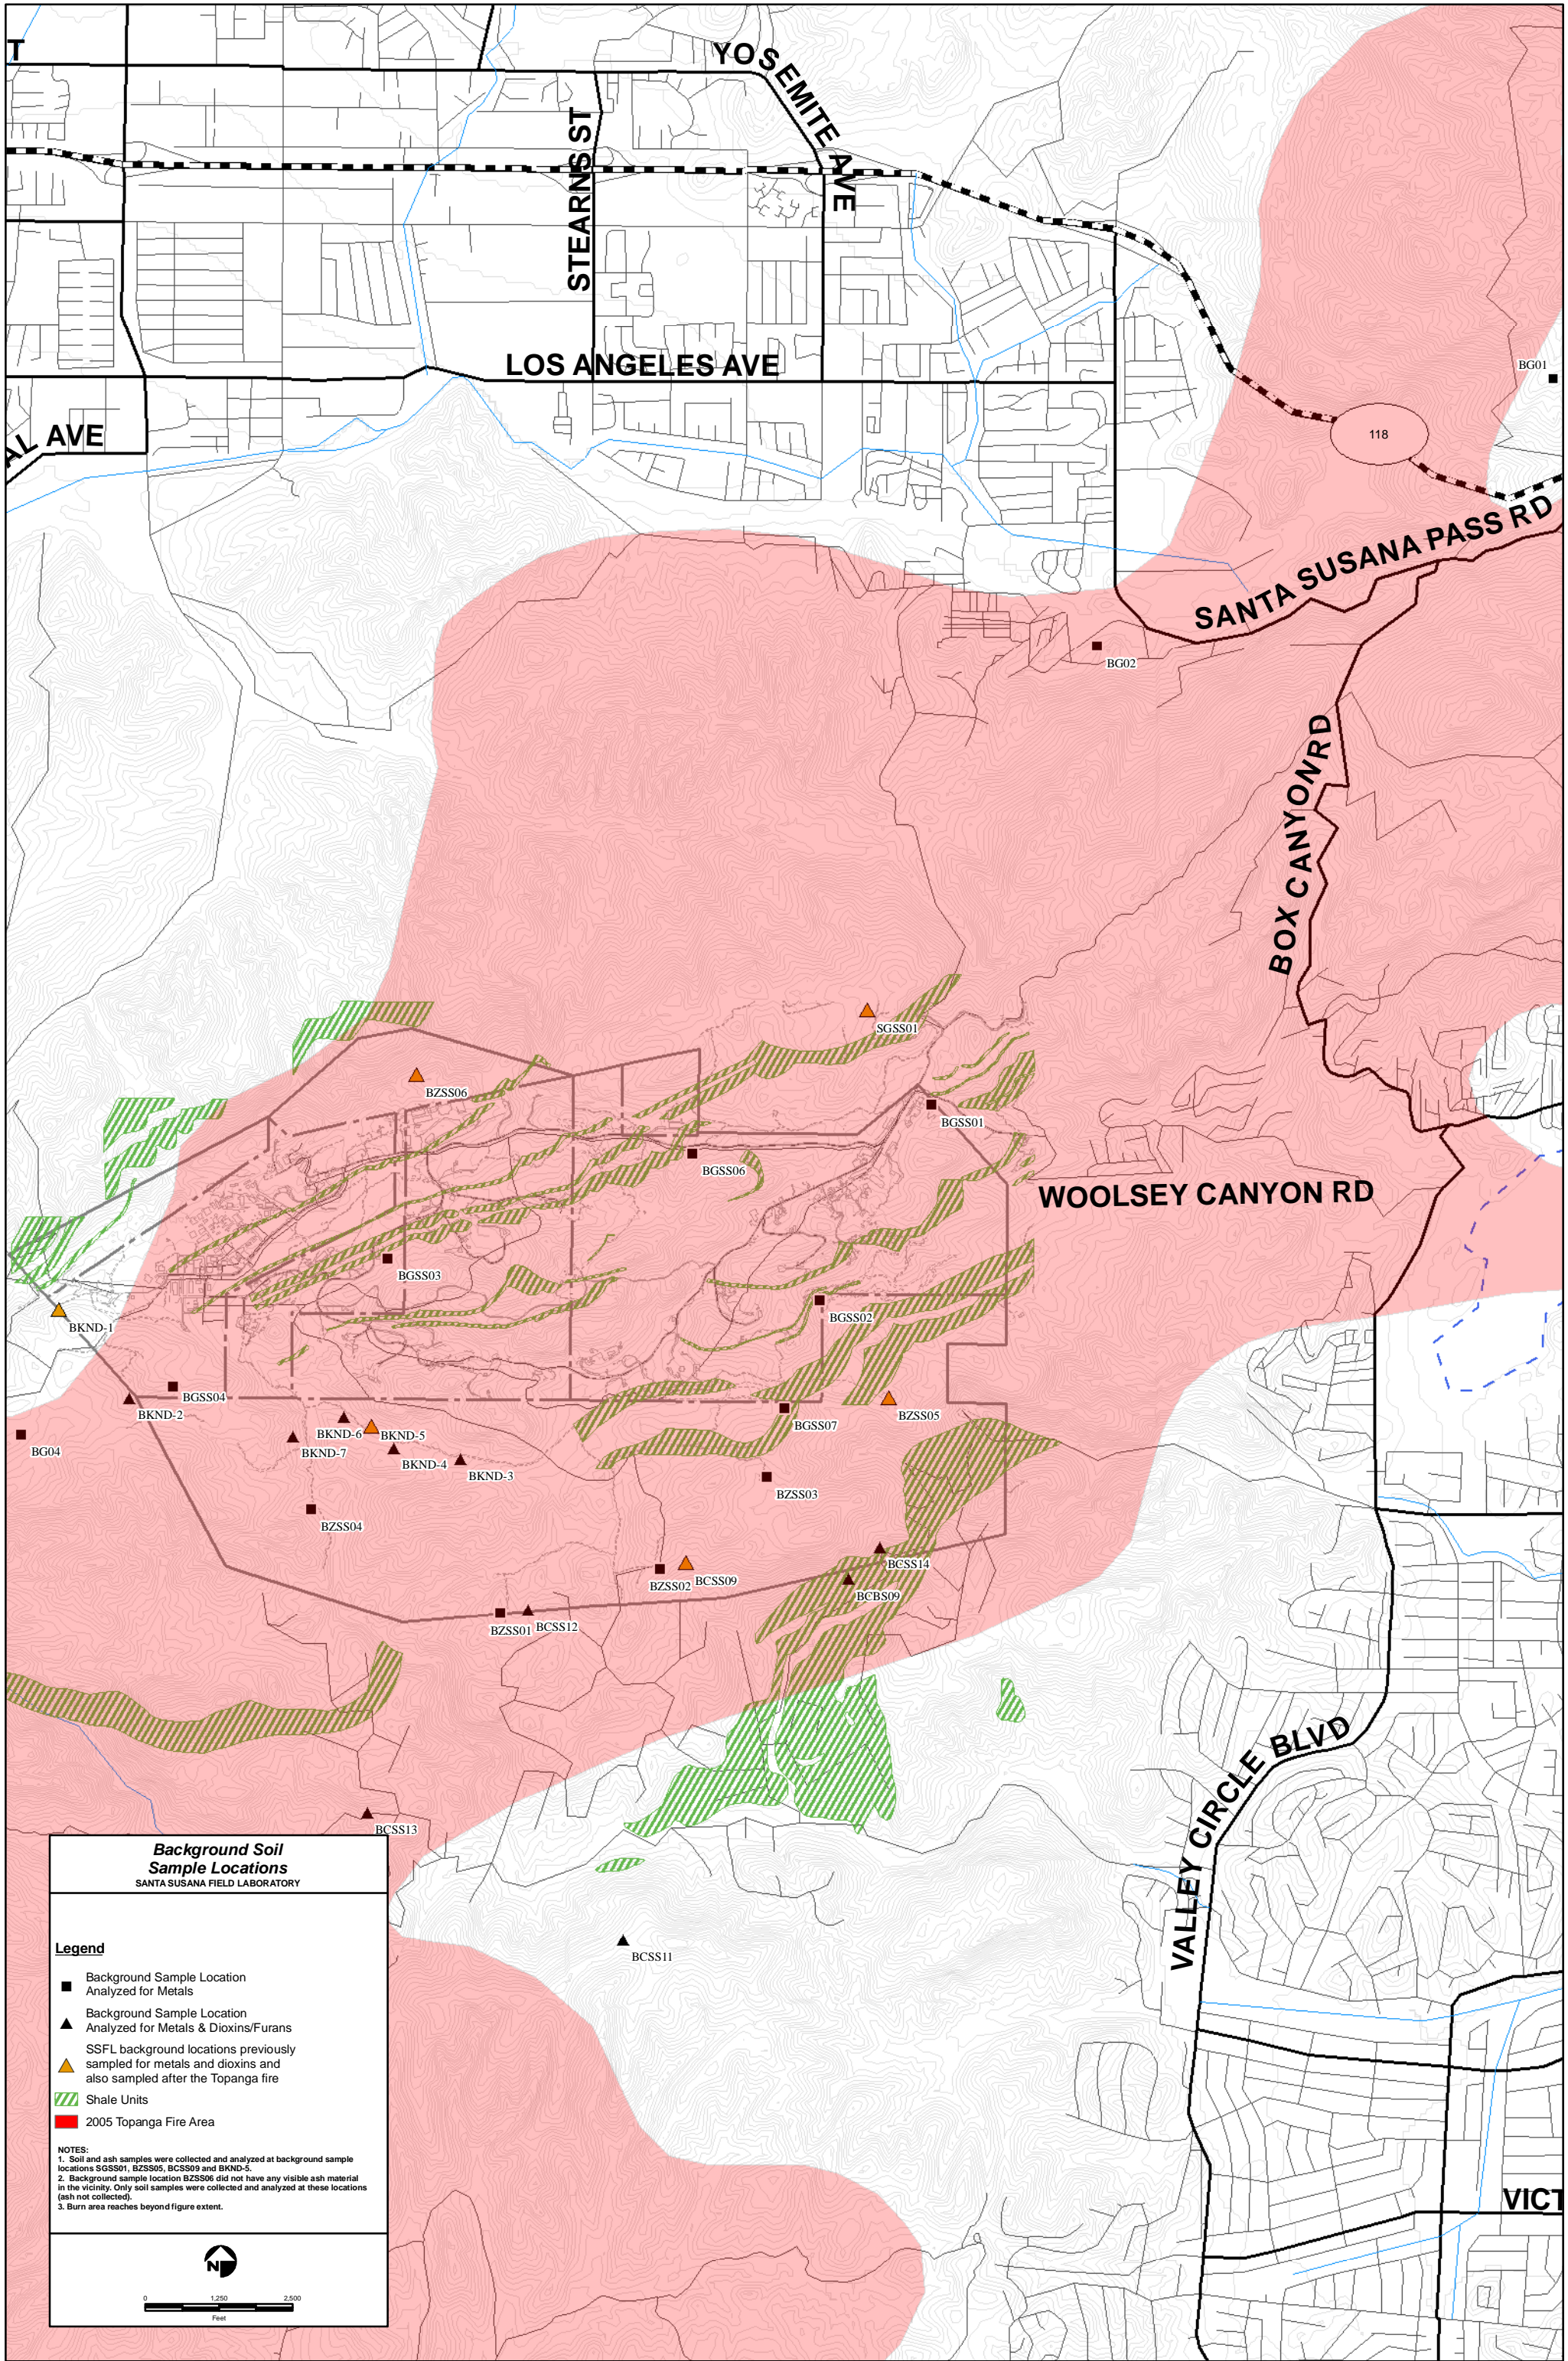 T
YOSEMITE AVE
STEARNS ST
LOS ANGELES AVE
AL AVE
BG01
118
SANTA SUSANA PASS RD
BG02
BOX CANYON RD
SGSS01
BZSS06
BGSS01
BGSS06
WOOLSEY CANYON RD
BGSS03
BGSS02
BKND-1
BGSS04
BKND-2
BZSS05
BGSS07
BKND-6
BKND-5
BG04
BKND-7
BKND-4
BKND-3
BZSS03
BZSS04
BCSS14
BZSS02
BCSS09
BCBS09
BZSS01
BCSS12
VALLEY CIRCLE BLVD
BCSS13
BCSS11
VICT
Background Soil
Sample Locations
SANTA SUSANA FIELD LABORATORY
Legend
Background Sample Location
Analyzed for Metals
Background Sample Location
Analyzed for Metals & Dioxins/Furans
SSFL background locations previously
sampled for metals and dioxins and
also sampled after the Topanga fire
Shale Units
2005 Topanga Fire Area
NOTES:
1. Soil and ash samples were collected and analyzed at background sample
locations SGSS01, BZSS05, BCSS09 and BKND-5.
2. Background sample location BZSS06 did not have any visible ash material
in the vicinity. Only soil samples were collected and analyzed at these locations
(ash not collected).
3. Burn area reaches beyond figure extent.
N
0 1,250 2,500
Feet